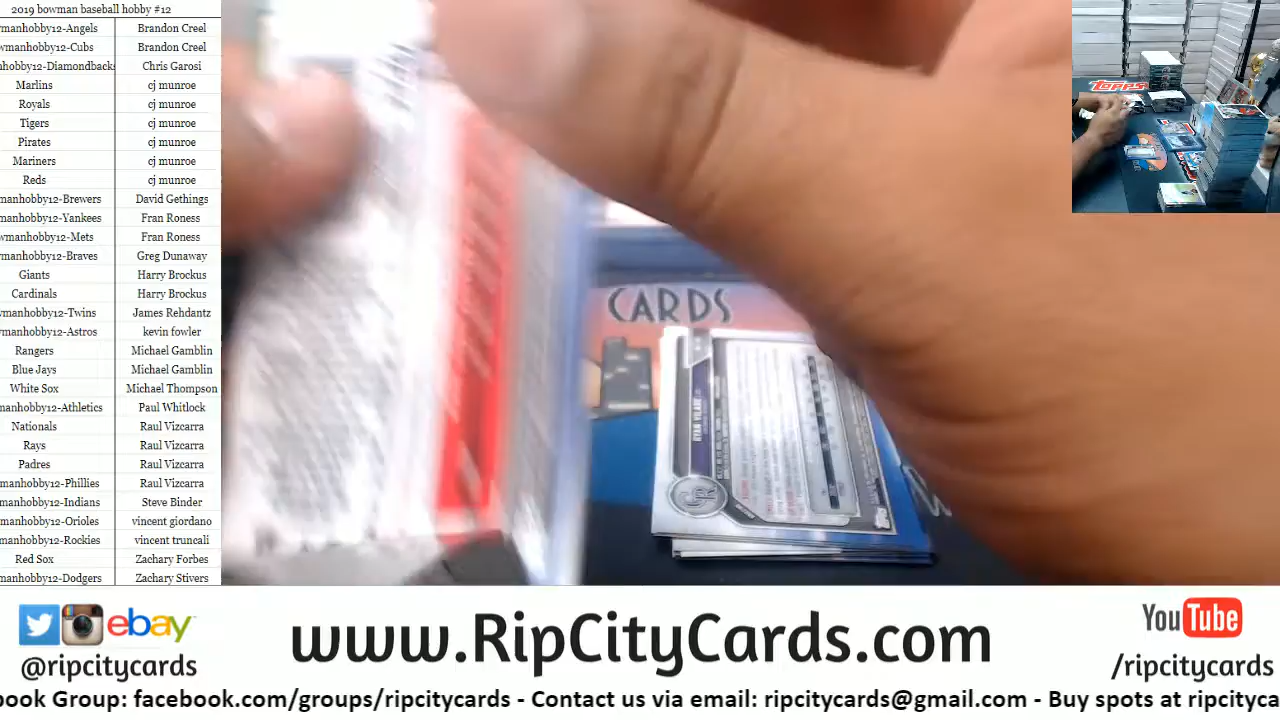 2019 bowman baseball hobby #12
wmanhobby12-Angels Brandon Creel
wmanhobby12-Cubs Brandon Creel
nhobby12-Diamondbacks Chris Garosi
Marlins cj munroe
Royals cj munroe
Tigers cj munroe
Pirates cj munroe
Mariners cj munroe
Reds cj munroe
manhobby12-Brewers David Gethings
manhobby12-Yankees Fran Roness
wmanhobby12-Mets Fran Roness
manhobby12-Braves Greg Dunaway
Giants Harry Brockus
Cardinals Harry Brockus
wmanhobby12-Twins James Rehdantz
wmanhobby12-Astros kevin fowler
Rangers Michael Gamblin
Blue Jays Michael Gamblin
White Sox Michael Thompson
manhobby12-Athletics Paul Whitlock
Nationals Raul Vizcarra
Rays Raul Vizcarra
Padres Raul Vizcarra
manhobby12-Phillies Raul Vizcarra
manhobby12-Indians Steve Binder
manhobby12-Orioles vincent giordano
manhobby12-Rockies vincent truncali
Red Sox Zachary Forbes
manhobby12-Dodgers Zachary Stivers
topps
CARDS
RYAN VILADE
CR
ebay
@ripcitycards
www.RipCityCards.com
YouTube
/ripcitycards
book Group: facebook.com/groups/ripcitycards - Contact us via email: ripcitycards@gmail.com - Buy spots at ripcityca